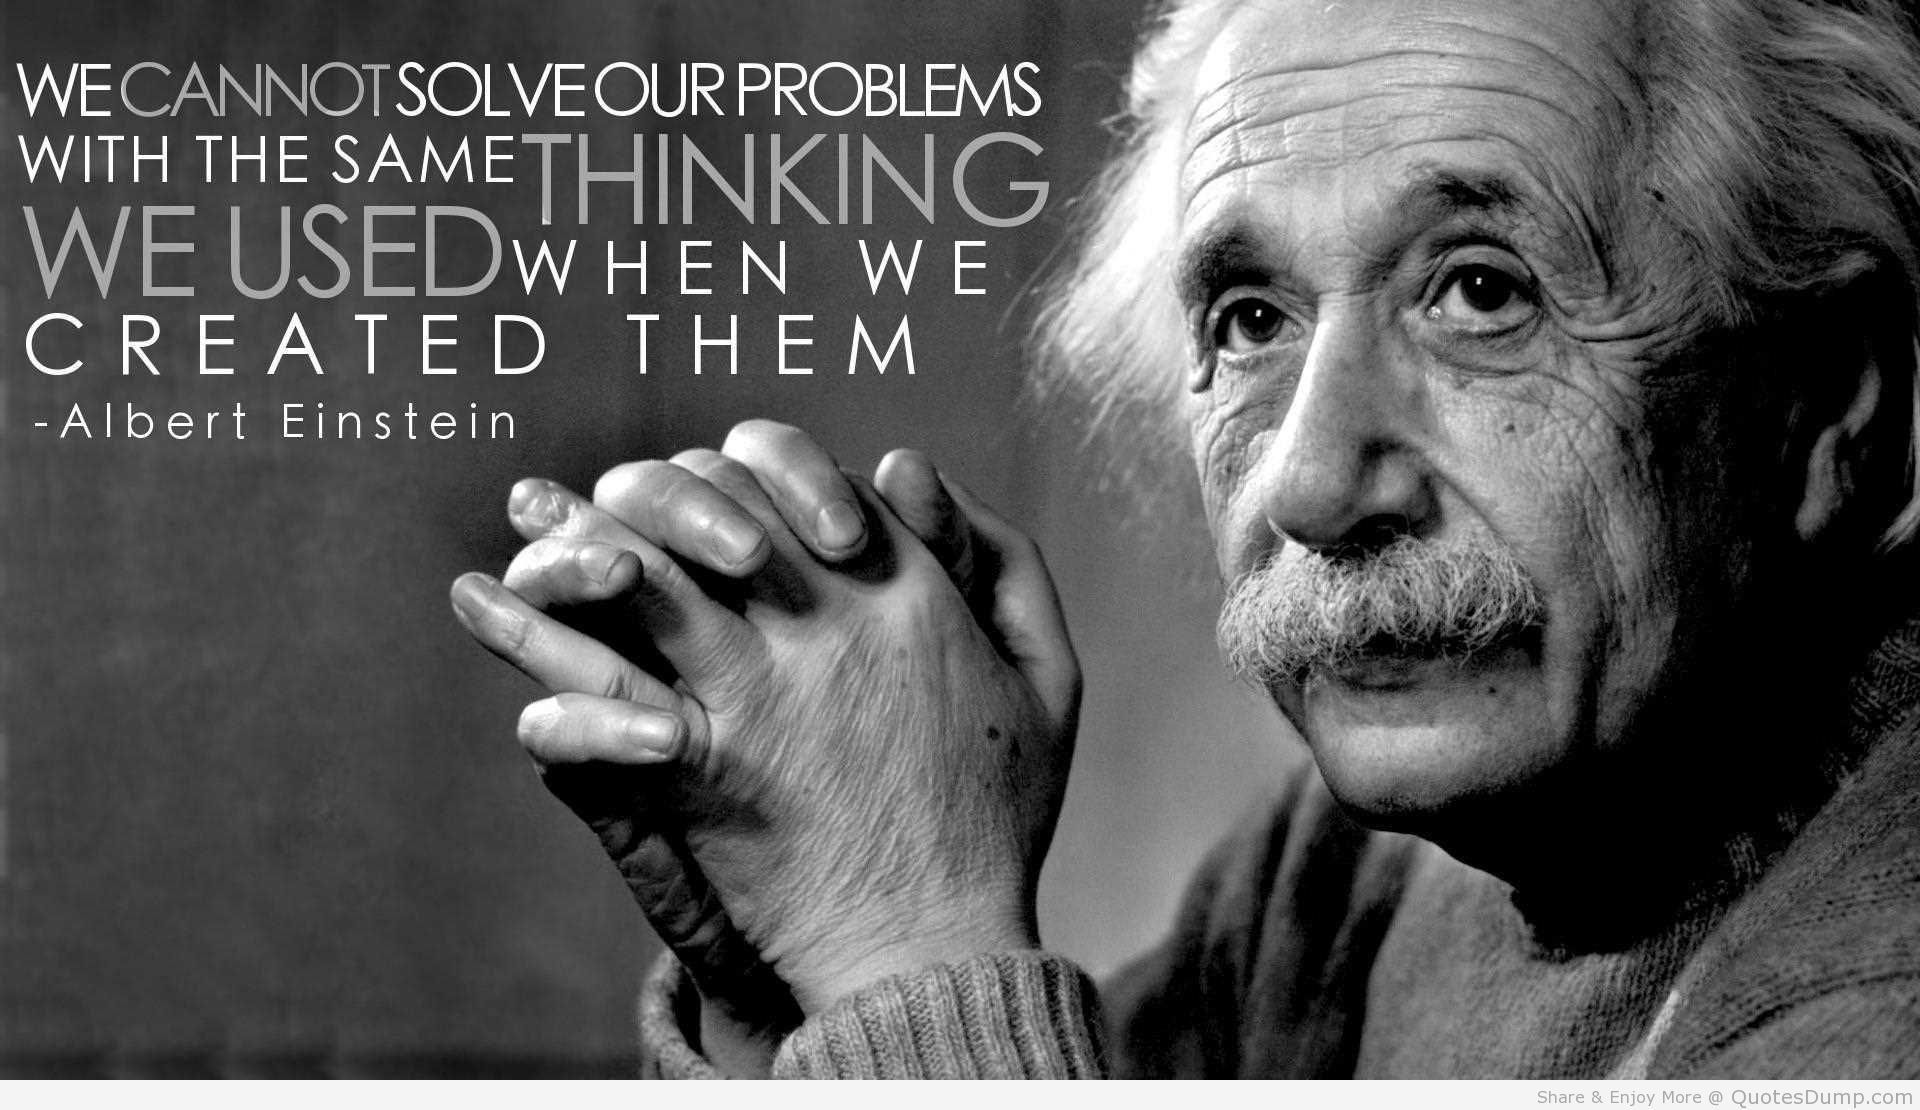 WE CANNOT SOLVE OUR PROBLEMS
WITH THE SAME THINKING
WE USED WHEN WE
CREATED THEM
-Albert Einstein
Share & Enjoy More @ QuotesDump.com